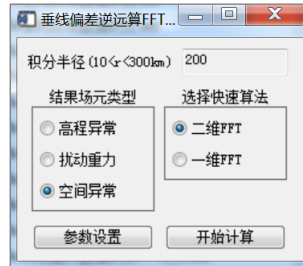 垂线偏差逆运算FFT...
积分半径(10<r<300km) 200
结果场元类型 选择快速算法
高程异常 二维FFT
扰动重力 一维FFT
空间异常
参数设置 开始计算